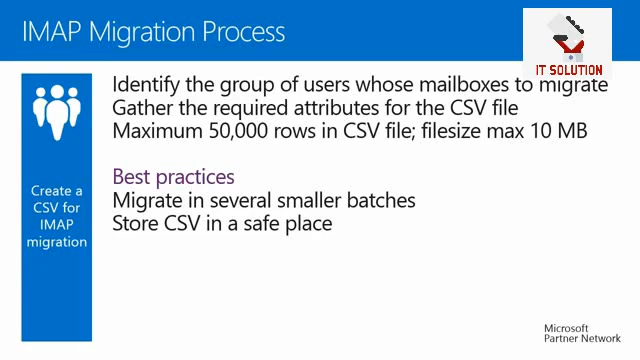 IMAP Migration Process
IT SOLUTION
Identify the group of users whose mailboxes to migrate
Gather the required attributes for the CSV file
Maximum 50,000 rows in CSV file; filesize max 10 MB
Best practices
Migrate in several smaller batches
Store CSV in a safe place
Create a
CSV for
IMAP
migration
Microsoft
Partner Network